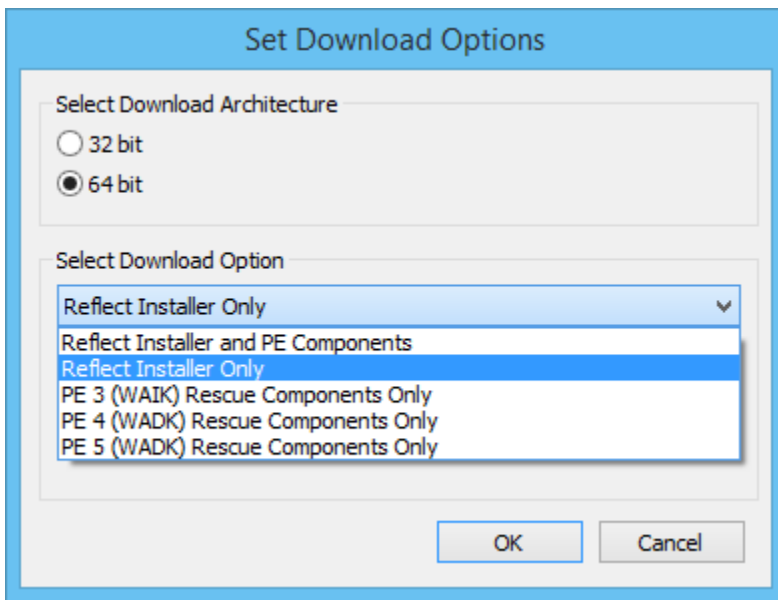 Set Download Options
Select Download Architecture
32 bit
64 bit
Select Download Option
Reflect Installer Only
Reflect Installer and PE Components
Reflect Installer Only
PE 3 (WAIK) Rescue Components Only
PE 4 (WADK) Rescue Components Only
PE 5 (WADK) Rescue Components Only
OK Cancel